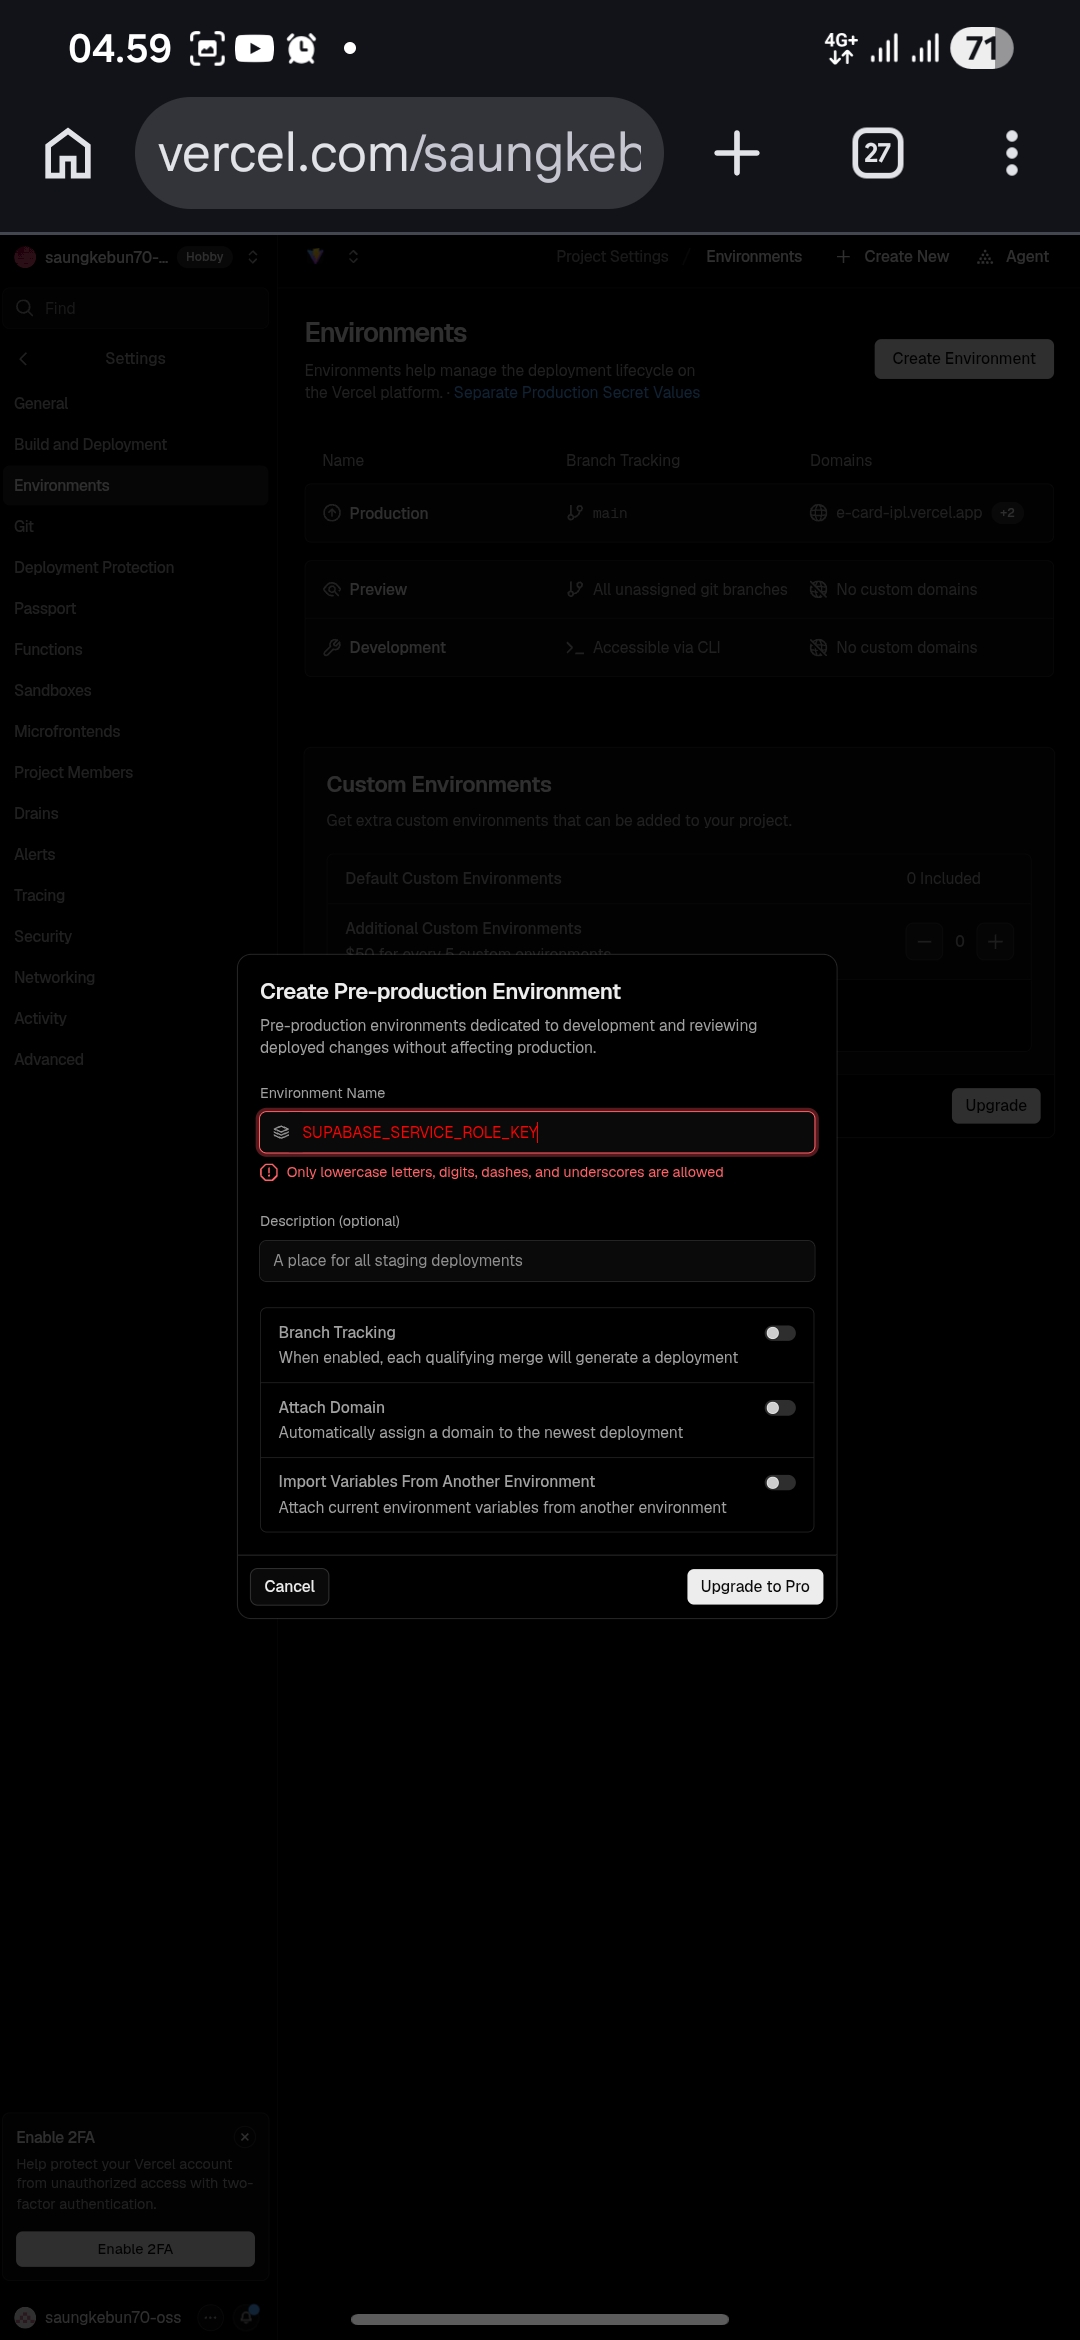 04.59
4G+
71
vercel.com/saungkeb
27
saungkebun70-...
Hobby
Project Settings / Environments
Create New
Agent
Find
Settings
General
Build and Deployment
Environments
Git
Deployment Protection
Passport
Functions
Sandboxes
Microfrontends
Project Members
Drains
Alerts
Tracing
Security
Networking
Activity
Advanced
Environments
Environments help manage the deployment lifecycle on
the Vercel platform. · Separate Production Secret Values
Create Environment
Name
Branch Tracking
Domains
Production
main
e-card-ipl.vercel.app
+2
Preview
All unassigned git branches
No custom domains
Development
Accessible via CLI
No custom domains
Custom Environments
Get extra custom environments that can be added to your project.
Default Custom Environments
0 Included
Additional Custom Environments
0
$50 for every 5 custom environments
Upgrade
Create Pre-production Environment
Pre-production environments dedicated to development and reviewing
deployed changes without affecting production.
Environment Name
SUPABASE_SERVICE_ROLE_KEY
Only lowercase letters, digits, dashes, and underscores are allowed
Description (optional)
A place for all staging deployments
Branch Tracking
When enabled, each qualifying merge will generate a deployment
Attach Domain
Automatically assign a domain to the newest deployment
Import Variables From Another Environment
Attach current environment variables from another environment
Cancel
Upgrade to Pro
Enable 2FA
Help protect your Vercel account
from unauthorized access with two-
factor authentication.
Enable 2FA
saungkebun70-oss